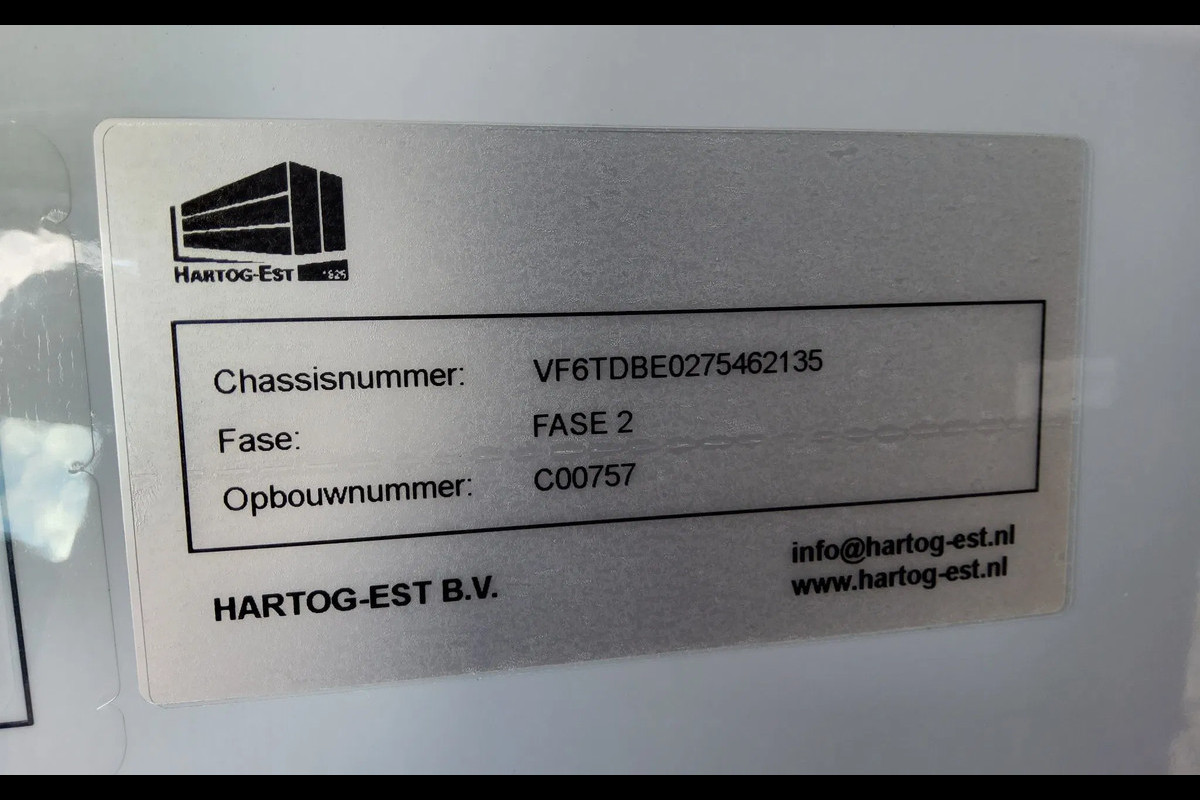 HARTOG-EST
Chassisnummer: VF6TDBE0275462135
Fase: FASE 2
Opbouwnummer: C00757
HARTOG-EST B.V.
info@hartog-est.nl
www.hartog-est.nl